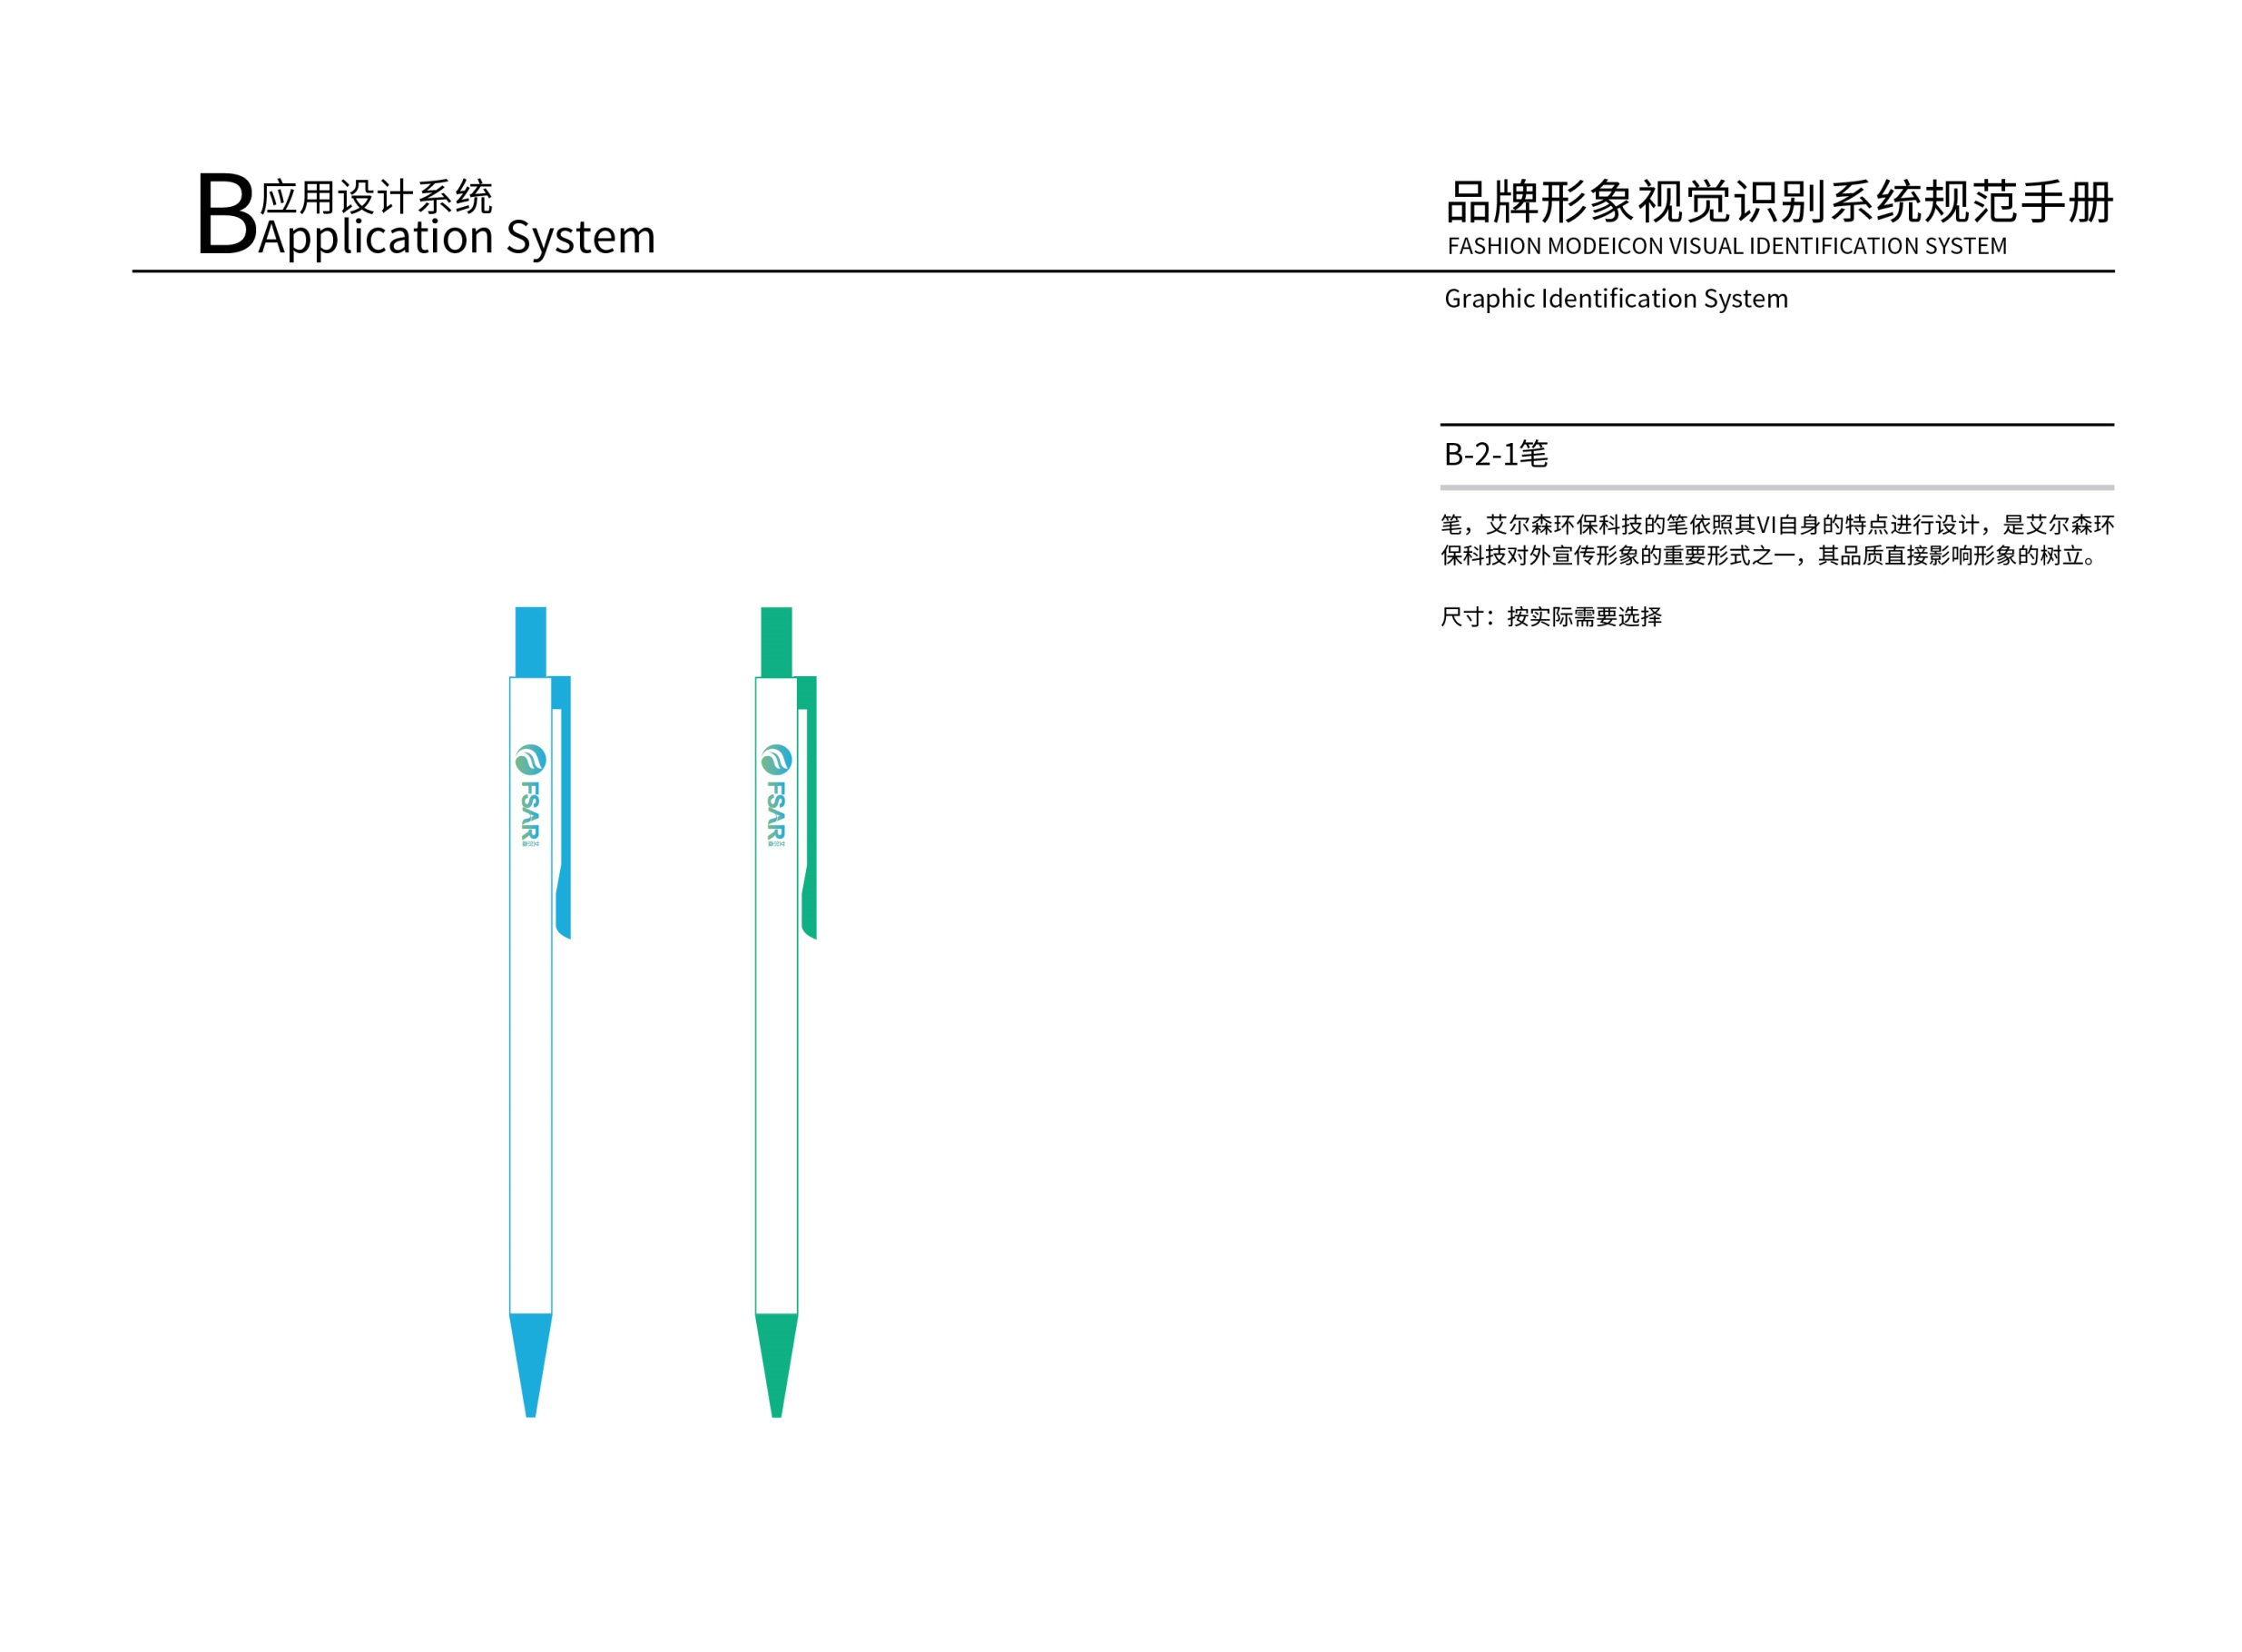 B应用设计系统
Application System
品牌形象视觉识别系统规范手册
FASHION MODEICON VISUAL IDENTIFICATION SYSTEM
Graphic Identification System
B-2-1笔
笔，艾尔森环保科技的笔依照其VI自身的特点进行设计，是艾尔森环
保科技对外宣传形象的重要形式之一，其品质直接影响形象的树立。
尺寸：按实际需要选择
FSAR
FSAR